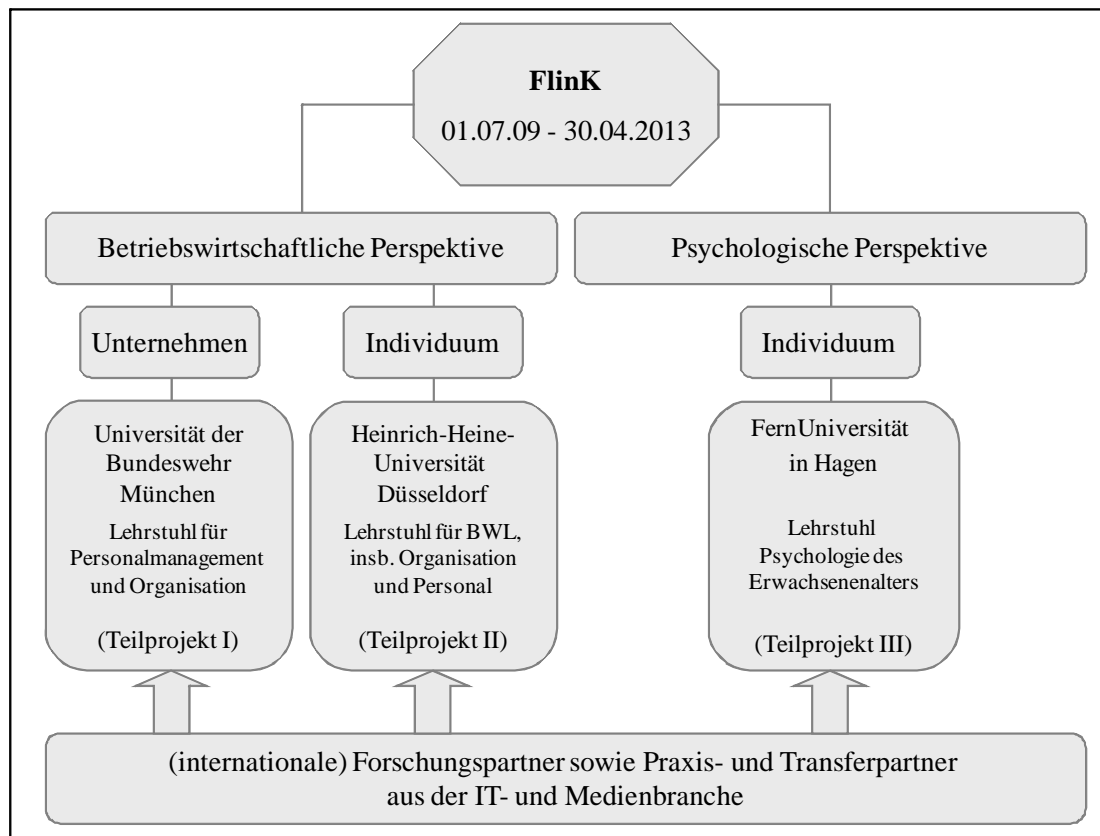 FlinK
01.07.09 - 30.04.2013
Betriebswirtschaftliche Perspektive
Psychologische Perspektive
Unternehmen
Individuum
Individuum
Universität der
Bundeswehr
München
Lehrstuhl für
Personalmanagement
und Organisation
(Teilprojekt I)
Heinrich-Heine-
Universität
Düsseldorf
Lehrstuhl für BWL,
insb. Organisation
und Personal
(Teilprojekt II)
FernUniversität
in Hagen
Lehrstuhl
Psychologie des
Erwachsenenalters
(Teilprojekt III)
(internationale) Forschungspartner sowie Praxis- und Transferpartner
aus der IT- und Medienbranche